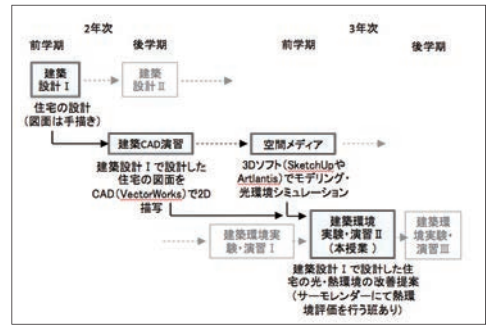 2年次
3年次
前学期
後学期
前学期
後学期
建築
設計Ⅰ
建築
設計Ⅱ
住宅の設計
(図面は手描き)
建築CAD演習
空間メディア
建築設計Ⅰで設計した
住宅の図面を
CAD(VectorWorks)で2D
描写
3Dソフト(SketchUpや
Artlantis)でモデリング・
光環境シミュレーション
建築環境実
験・演習Ⅰ
建築環境
実験・演習Ⅱ
(本授業)
建築環
境実験・
演習Ⅲ
建築設計Ⅰで設計した住
宅の光・熱環境の改善提案
(サーモレンダーにて熱環
境評価を行う班あり)